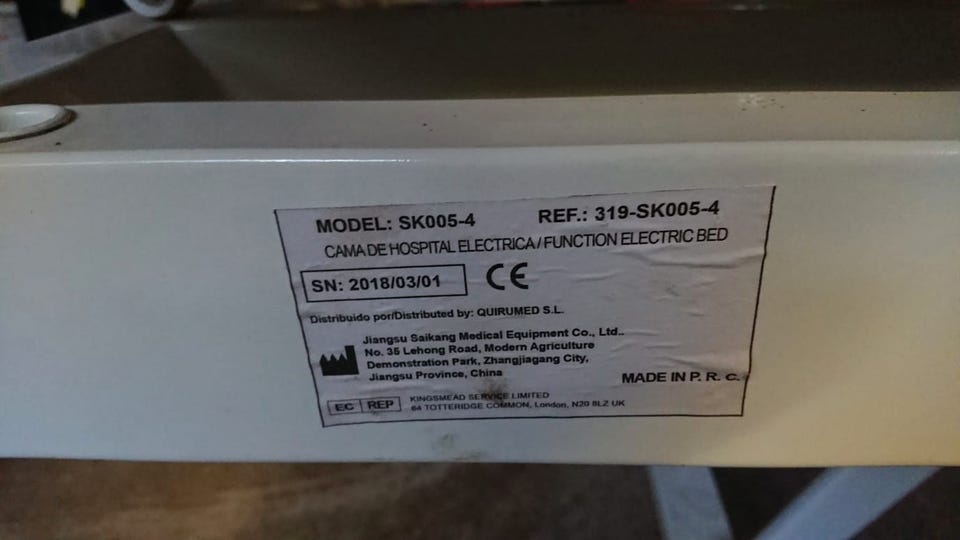 MODEL: SK005-4 REF.: 319-SK005-4
CAMA DE HOSPITAL ELECTRICA / FUNCTION ELECTRIC BED
SN: 2018/03/01 CE
Distribuido por/Distributed by: QUIRUMED S.L.
Jiangsu Saikang Medical Equipment Co., Ltd..
No. 35 Lehong Road, Modern Agriculture
Demonstration Park, Zhangjiagang City,
Jiangsu Province, China
MADE IN P. R. C.
EC REP KINGSMEAD SERVICE LIMITED
64 TOTTERIDGE COMMON, London, N20 8LZ UK